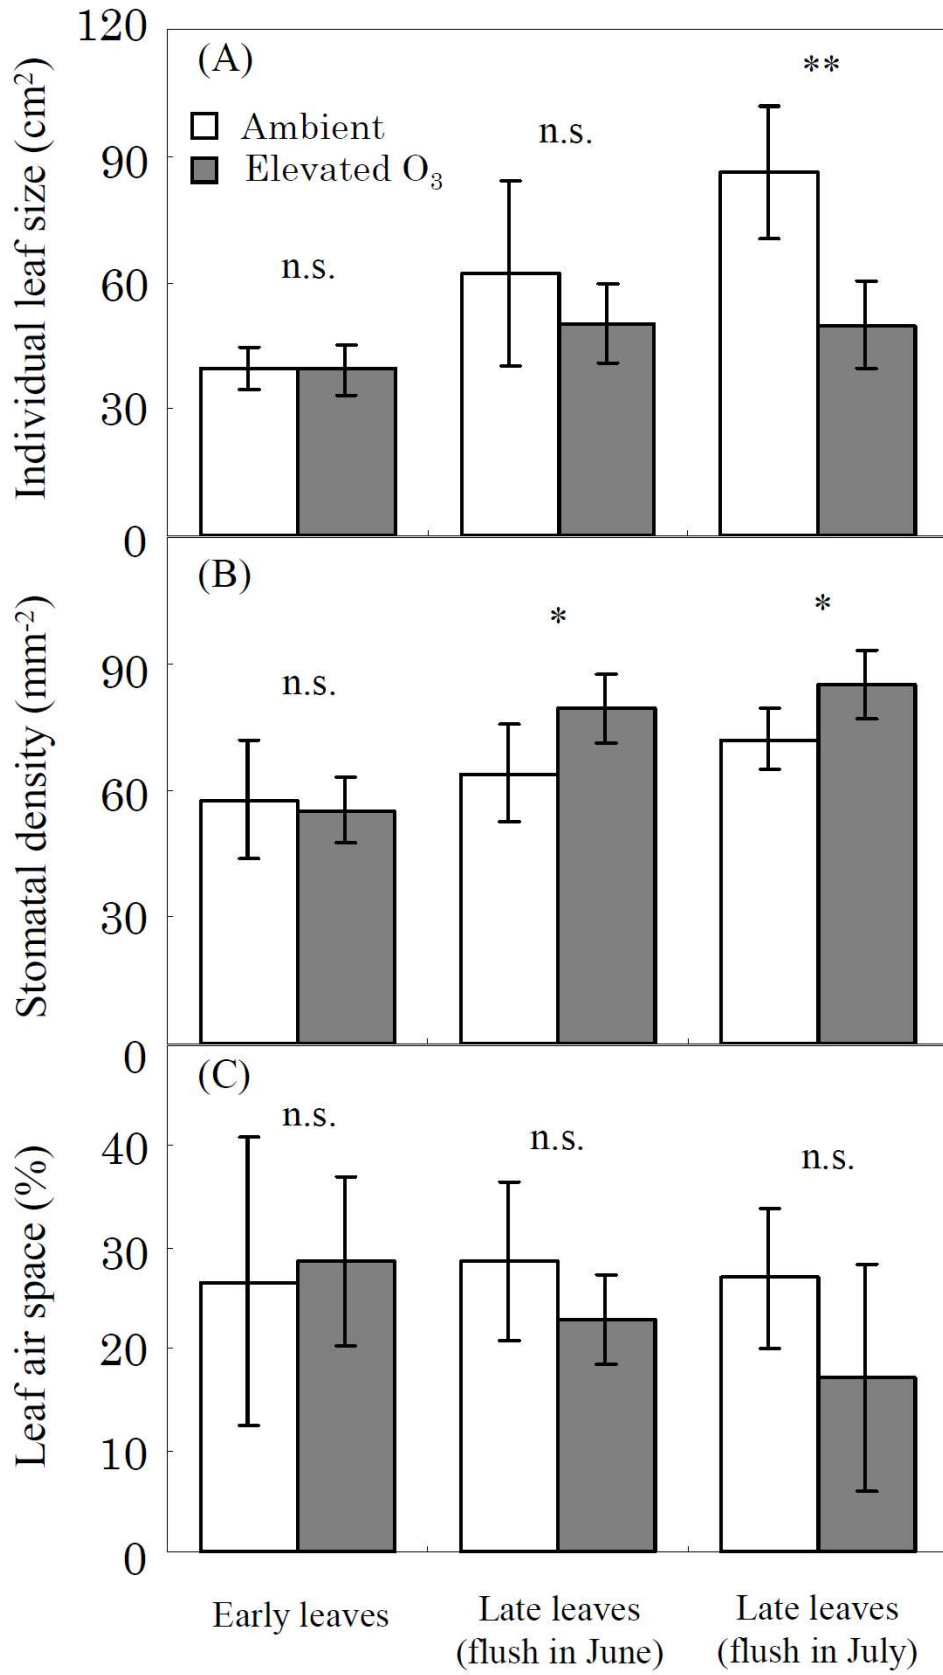 Individual leaf size (cm²)
120
90
60
30
0
(A)
Ambient
Elevated O₃
n.s.
n.s.
**
Stomatal density (mm⁻²)
90
60
30
0
(B)
n.s.
*
*
Leaf air space (%)
40
30
20
10
0
(C)
n.s.
n.s.
n.s.
Early leaves
Late leaves
(flush in June)
Late leaves
(flush in July)